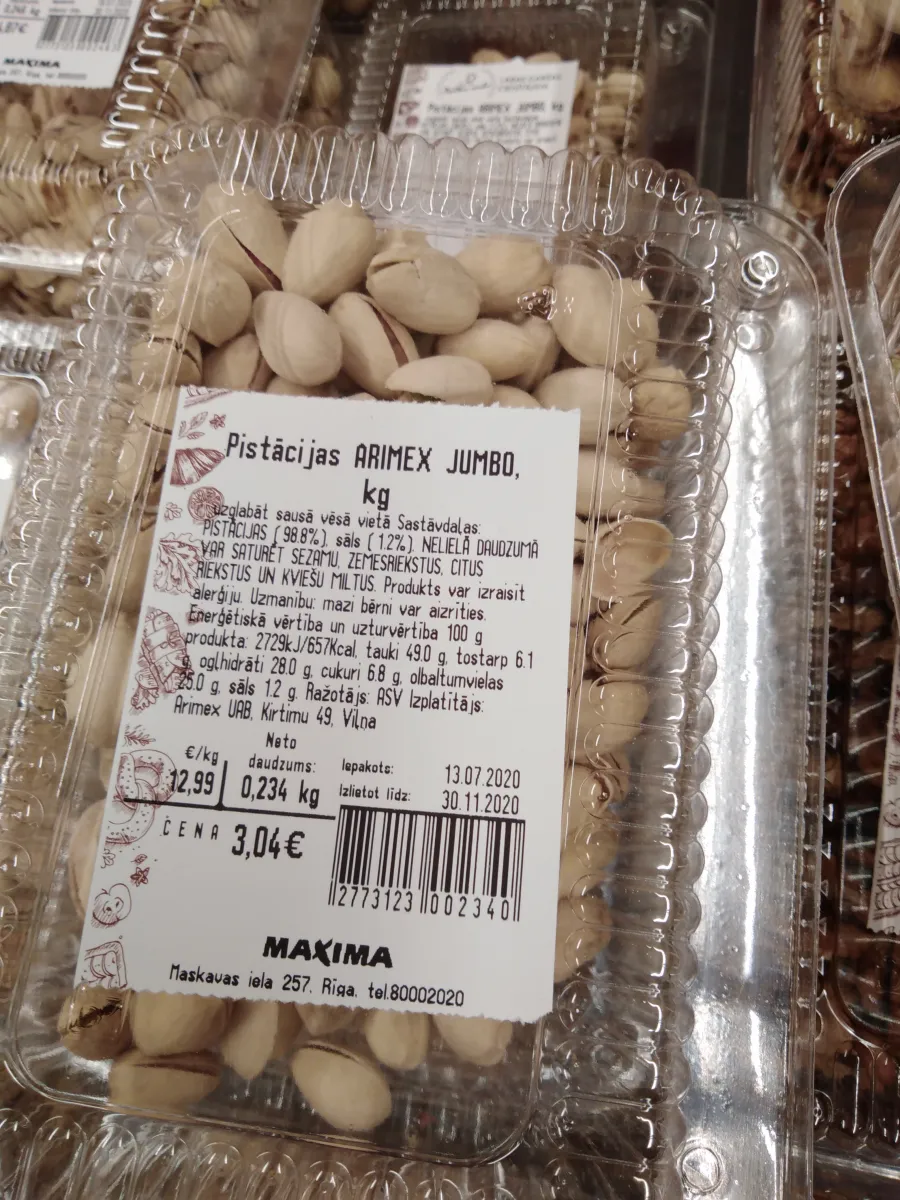 MAXIMA
Pistācijas ARIMEX JUMBO, kg
Pistācijas ARIMEX JUMBO,
kg
uzglabāt sausā vēsā vietā Sastāvdaļas:
PISTĀCIJAS (98.8%), sāls (1.2%). NELIELĀ DAUDZUMĀ
VAR SATURĒT SEZAMU, ZEMESRIEKSTUS, CITUS
RIEKSTUS UN KVIEŠU MILTUS. Produkts var izraisīt
alerģiju. Uzmanību: mazi bērni var aizrīties.
Enerģētiskā vērtība un uzturvērtība 100 g
produkta: 2729kJ/657Kcal, tauki 49.0 g, tostarp 6.1
g, ogļhidrāti 28.0 g, cukuri 6.8 g, olbaltumvielas
25.0 g, sāls 1.2 g. Ražotājs: ASV Izplatītājs:
Arimex UAB, Kirtimu 49, Viļņa
€/kg
12,99
Neto
daudzums:
0,234 kg
Iepakots: 13.07.2020
Izlietot līdz: 30.11.2020
CENA 3,04€
2773123 002340
MAXIMA
Maskavas iela 257, Rīga, tel.80002020